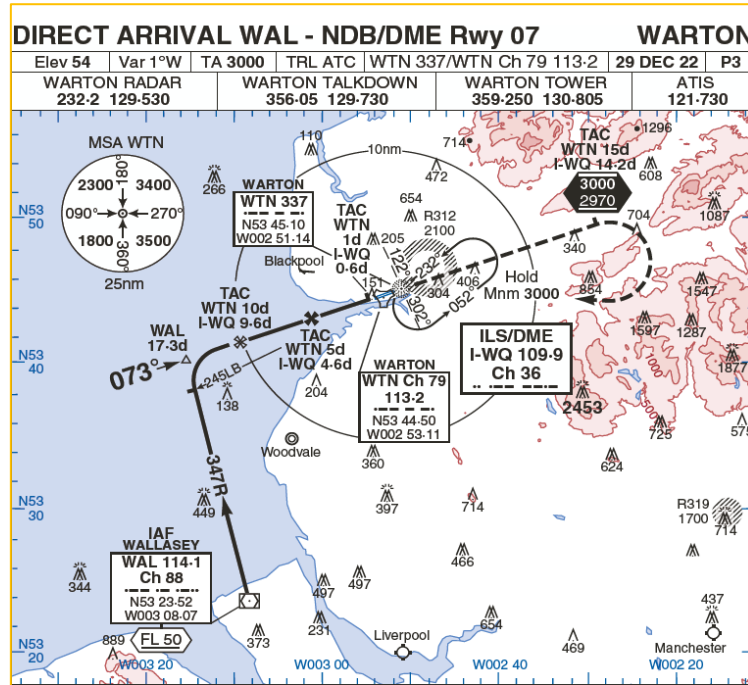 DIRECT ARRIVAL WAL - NDB/DME Rwy 07 WARTON
Elev 54 Var 1°W TA 3000 TRL ATC WTN 337/WTN Ch 79 113·2 29 DEC 22 P3
WARTON RADAR
232·2 129·530
WARTON TALKDOWN
356·05 129·730
WARTON TOWER
359·250 130·805
ATIS
121·730
MSA WTN
180°
2300 3400
090° 270°
1800 3500
360°
25nm
N53
50
266
110
10nm
714
472
TAC
WTN 15d
I-WQ 14·2d
3000
2970
1296
608
1087
704
340
WARTON
WTN 337
N53 45·10
W002 51·14
Blackpool
TAC
WTN
1d
I-WQ
0·6d
654
205
R312
2100
122°
232°
151
304
406
302°
052°
Hold
Mnm 3000
864
1547
1597
1287
1877
1000
TAC
WTN 10d
I-WQ 9·6d
WAL
17·3d
073°
N53
40
245LB
138
TAC
WTN 5d
I-WQ 4·6d
204
WARTON
WTN Ch 79
113·2
N53 44·50
W002 53·11
ILS/DME
I-WQ 109·9
Ch 36
2453
500
725
575
624
Woodvale
360
347R
449
397
714
R319
1700
714
N53
30
IAF
WALLASEY
WAL 114·1
Ch 88
N53 23·52
W003 08·07
FL 50
344
466
497
497
231
373
889
654
469
437
Liverpool
Manchester
N53
20
W003 20
W003 00
W002 40
W002 20